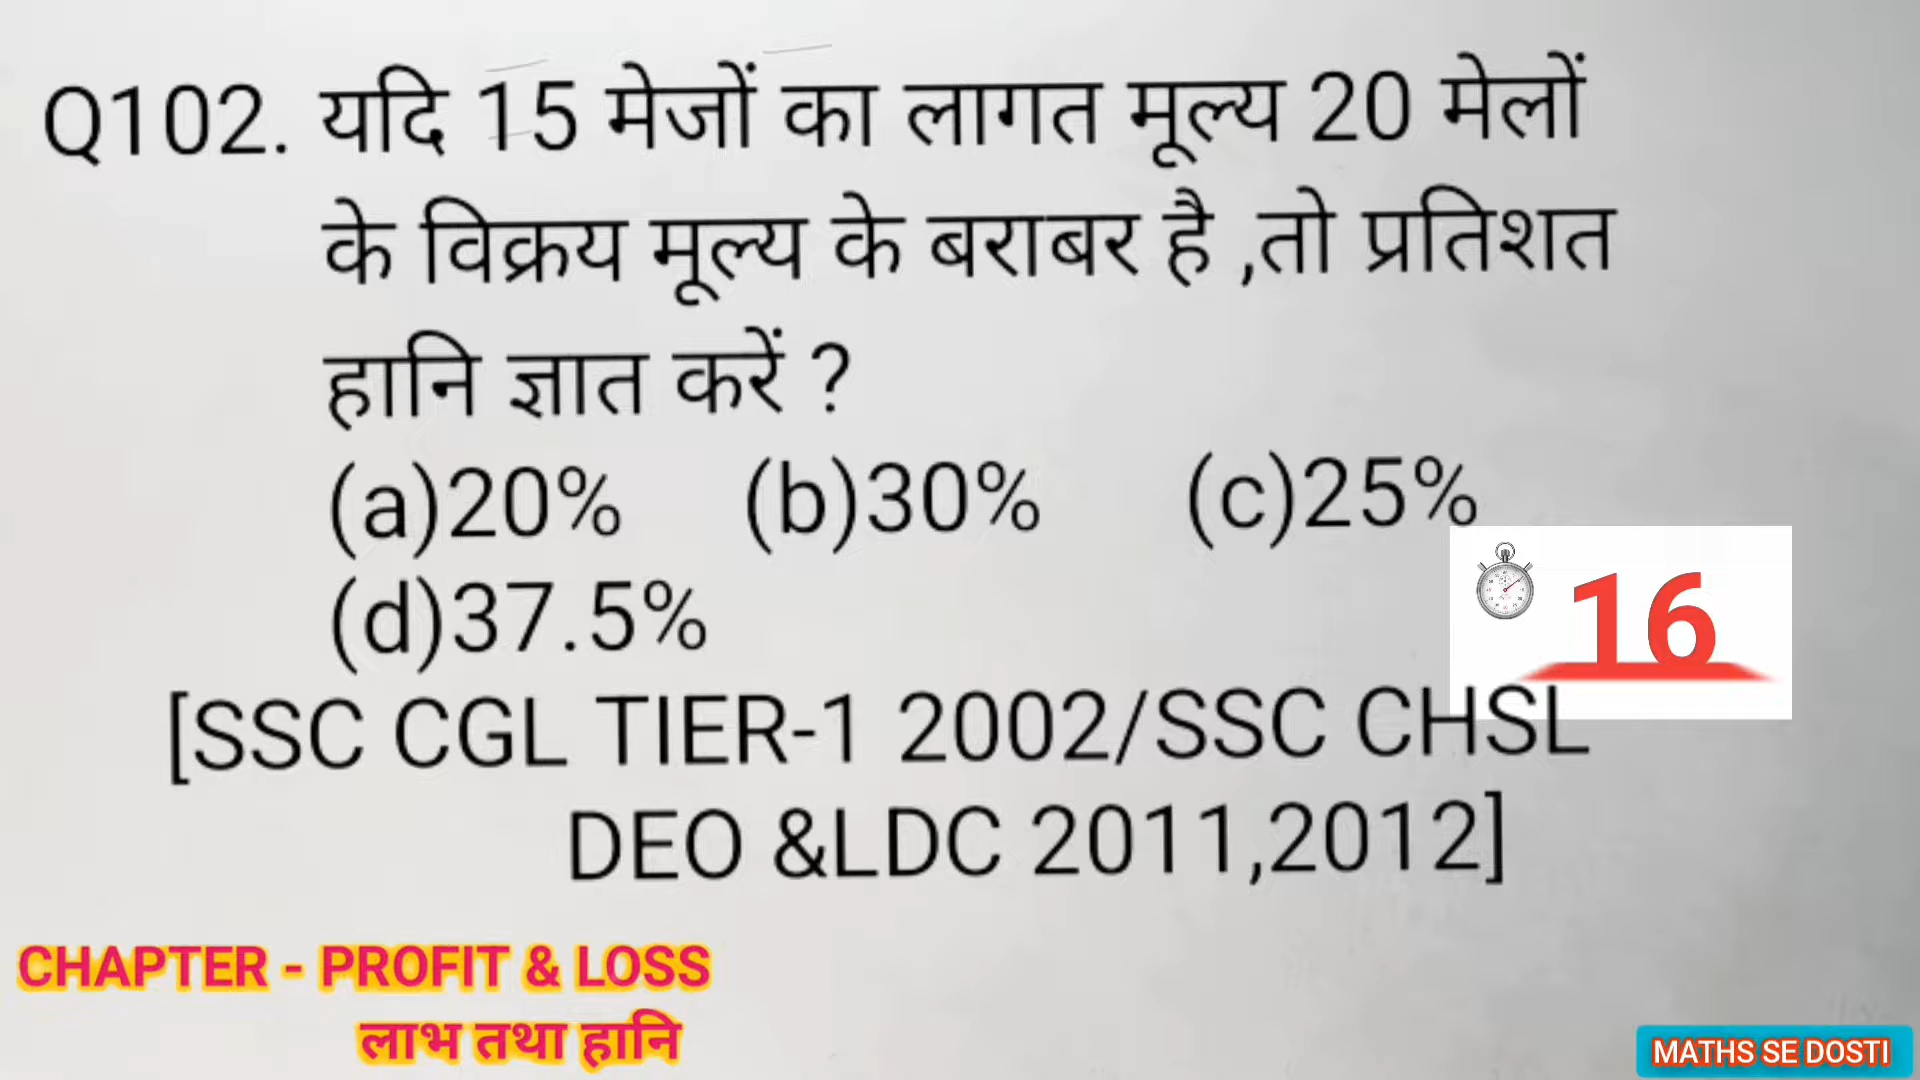 Q102. यदि 15 मेजों का लागत मूल्य 20 मेलों
के विक्रय मूल्य के बराबर है ,तो प्रतिशत
हानि ज्ञात करें ?
(a)20% (b)30% (c)25%
(d)37.5%
16
[SSC CGL TIER-1 2002/SSC CHSL
DEO &LDC 2011,2012]
CHAPTER - PROFIT & LOSS
लाभ तथा हानि
MATHS SE DOSTI